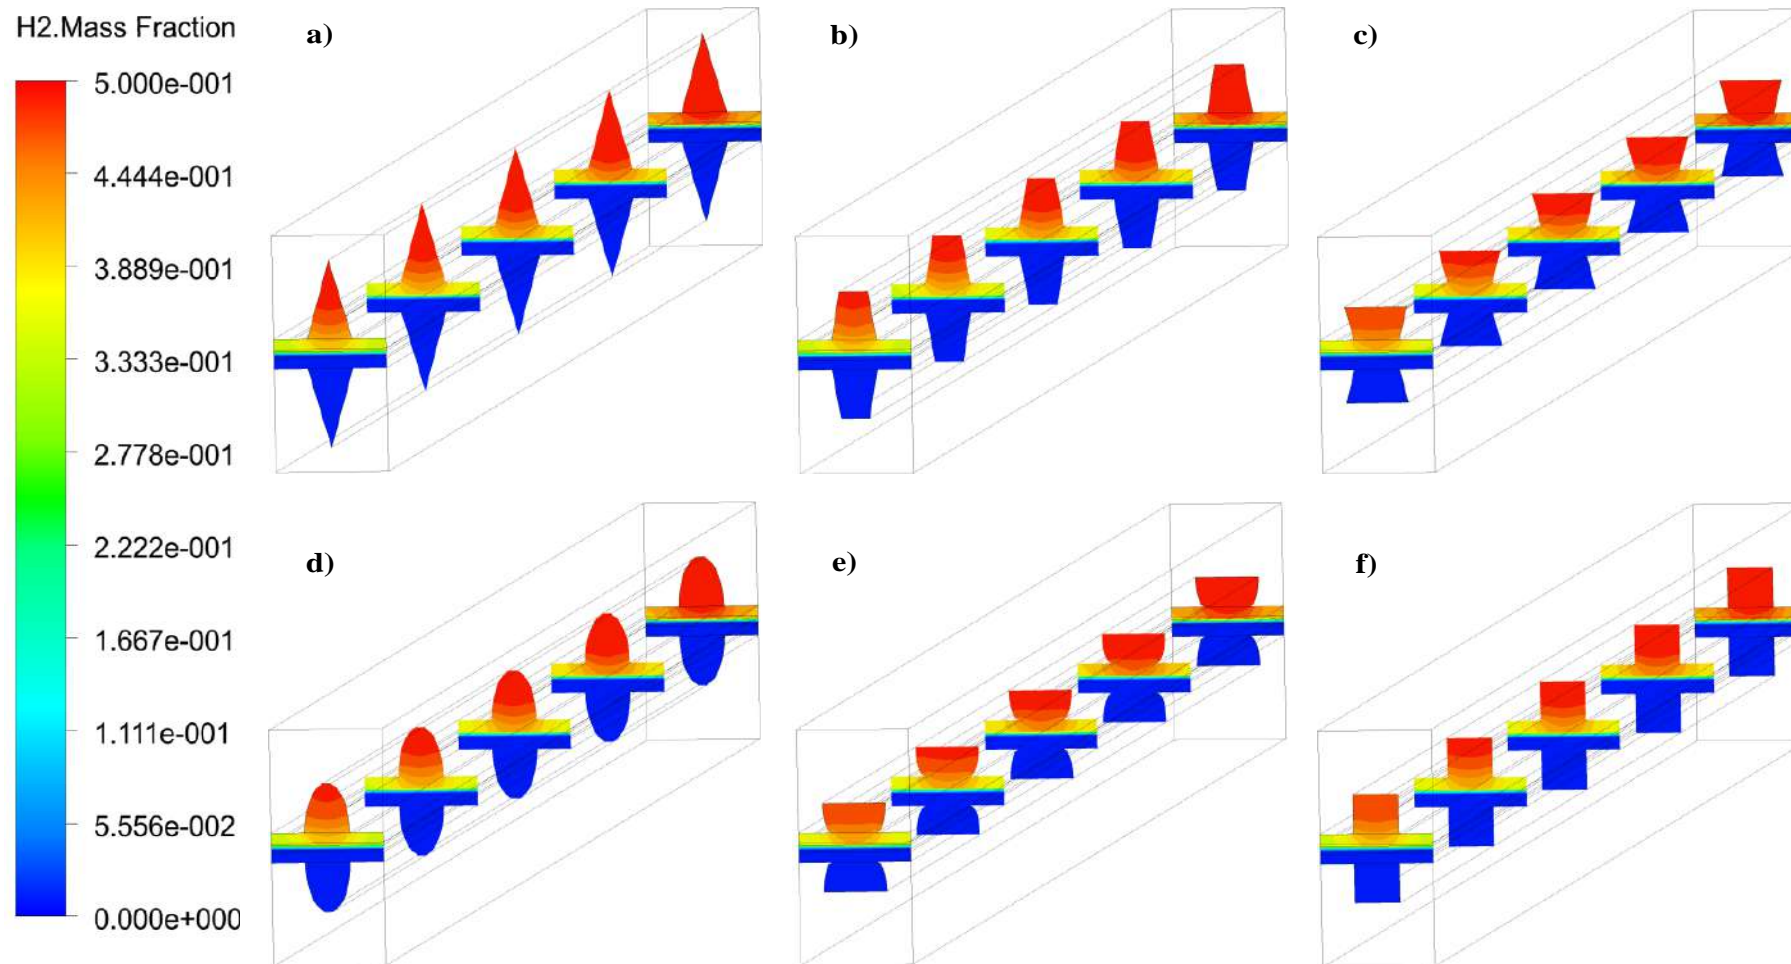 H2.Mass Fraction
5.000e-001
4.444e-001
3.889e-001
3.333e-001
2.778e-001
2.222e-001
1.667e-001
1.111e-001
5.556e-002
0.000e+000
a)
b)
c)
d)
e)
f)